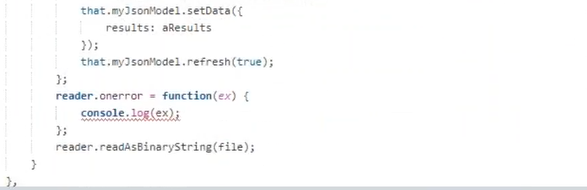 that.myJsonModel.setData({
results: aResults
});
that.myJsonModel.refresh(true);
};
reader.onerror = function(ex) {
console.log(ex);
};
reader.readAsBinaryString(file);
}
},